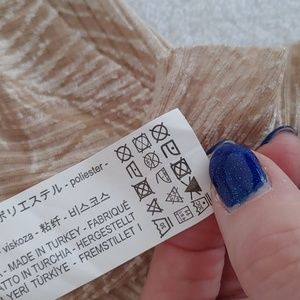 ポリエステル - poliester -
viskoza - 粘纤 - 비스코스
- MADE IN TURKEY - FABRIQUÉ
ATTO IN TURCHIA - HERGESTELLT
YERİ TÜRKİYE - FREMSTILLET I